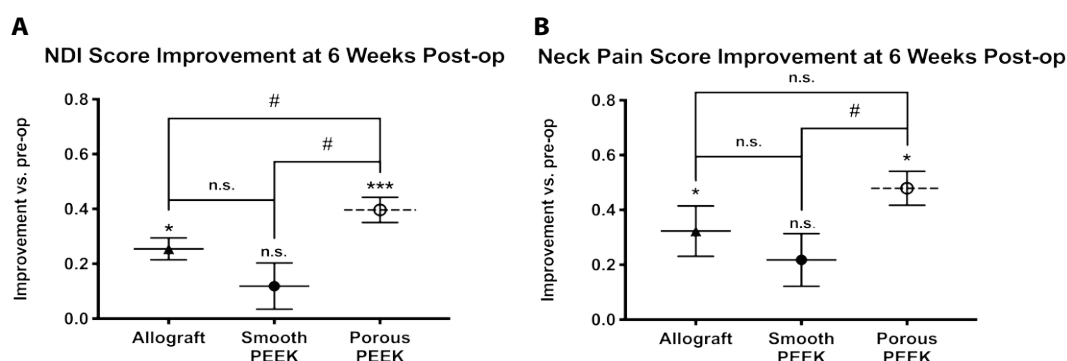 A
NDI Score Improvement at 6 Weeks Post-op
Improvement vs. pre-op
0.8
0.6
0.4
0.2
0.0
#
#
n.s.
*
n.s.
***
Allograft
Smooth
PEEK
Porous
PEEK
B
Neck Pain Score Improvement at 6 Weeks Post-op
Improvement vs. pre-op
0.8
0.6
0.4
0.2
0.0
n.s.
#
n.s.
*
n.s.
*
Allograft
Smooth
PEEK
Porous
PEEK